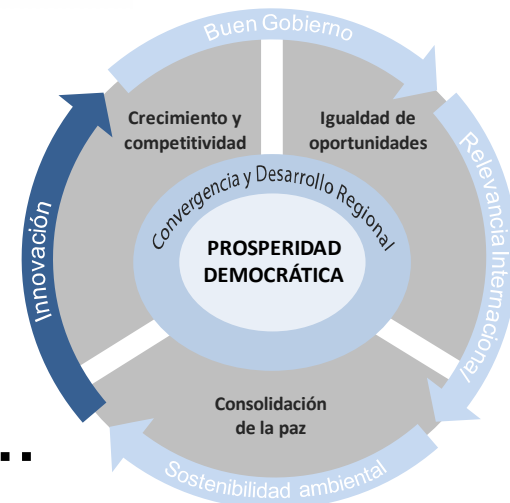 Buen Gobierno
Crecimiento y
competitividad
Igualdad de
oportunidades
Relevancia Internacional
Convergencia y Desarrollo Regional
PROSPERIDAD
DEMOCRÁTICA
Innovación
Consolidación
de la paz
Sostenibilidad ambiental
..